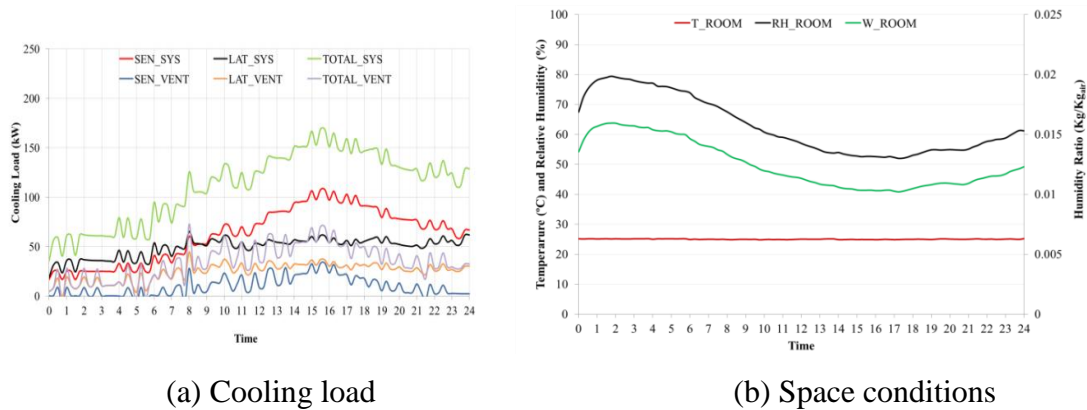 SEN_SYS LAT_SYS TOTAL_SYS
SEN_VENT LAT_VENT TOTAL_VENT
250
200
150
100
50
0
Cooling Load (kW)
0 1 2 3 4 5 6 7 8 9 10 11 12 13 14 15 16 17 18 19 20 21 22 23 24
Time
(a) Cooling load
T_ROOM RH_ROOM W_ROOM
100
90
80
70
60
50
40
30
20
10
0
Temperarure (°C) and Relative Humiditity (%)
0.025
0.02
0.015
0.01
0.005
0
Humidity Ratio (Kg/Kgair)
0 1 2 3 4 5 6 7 8 9 10 11 12 13 14 15 16 17 18 19 20 21 22 23 24
Time
(b) Space conditions